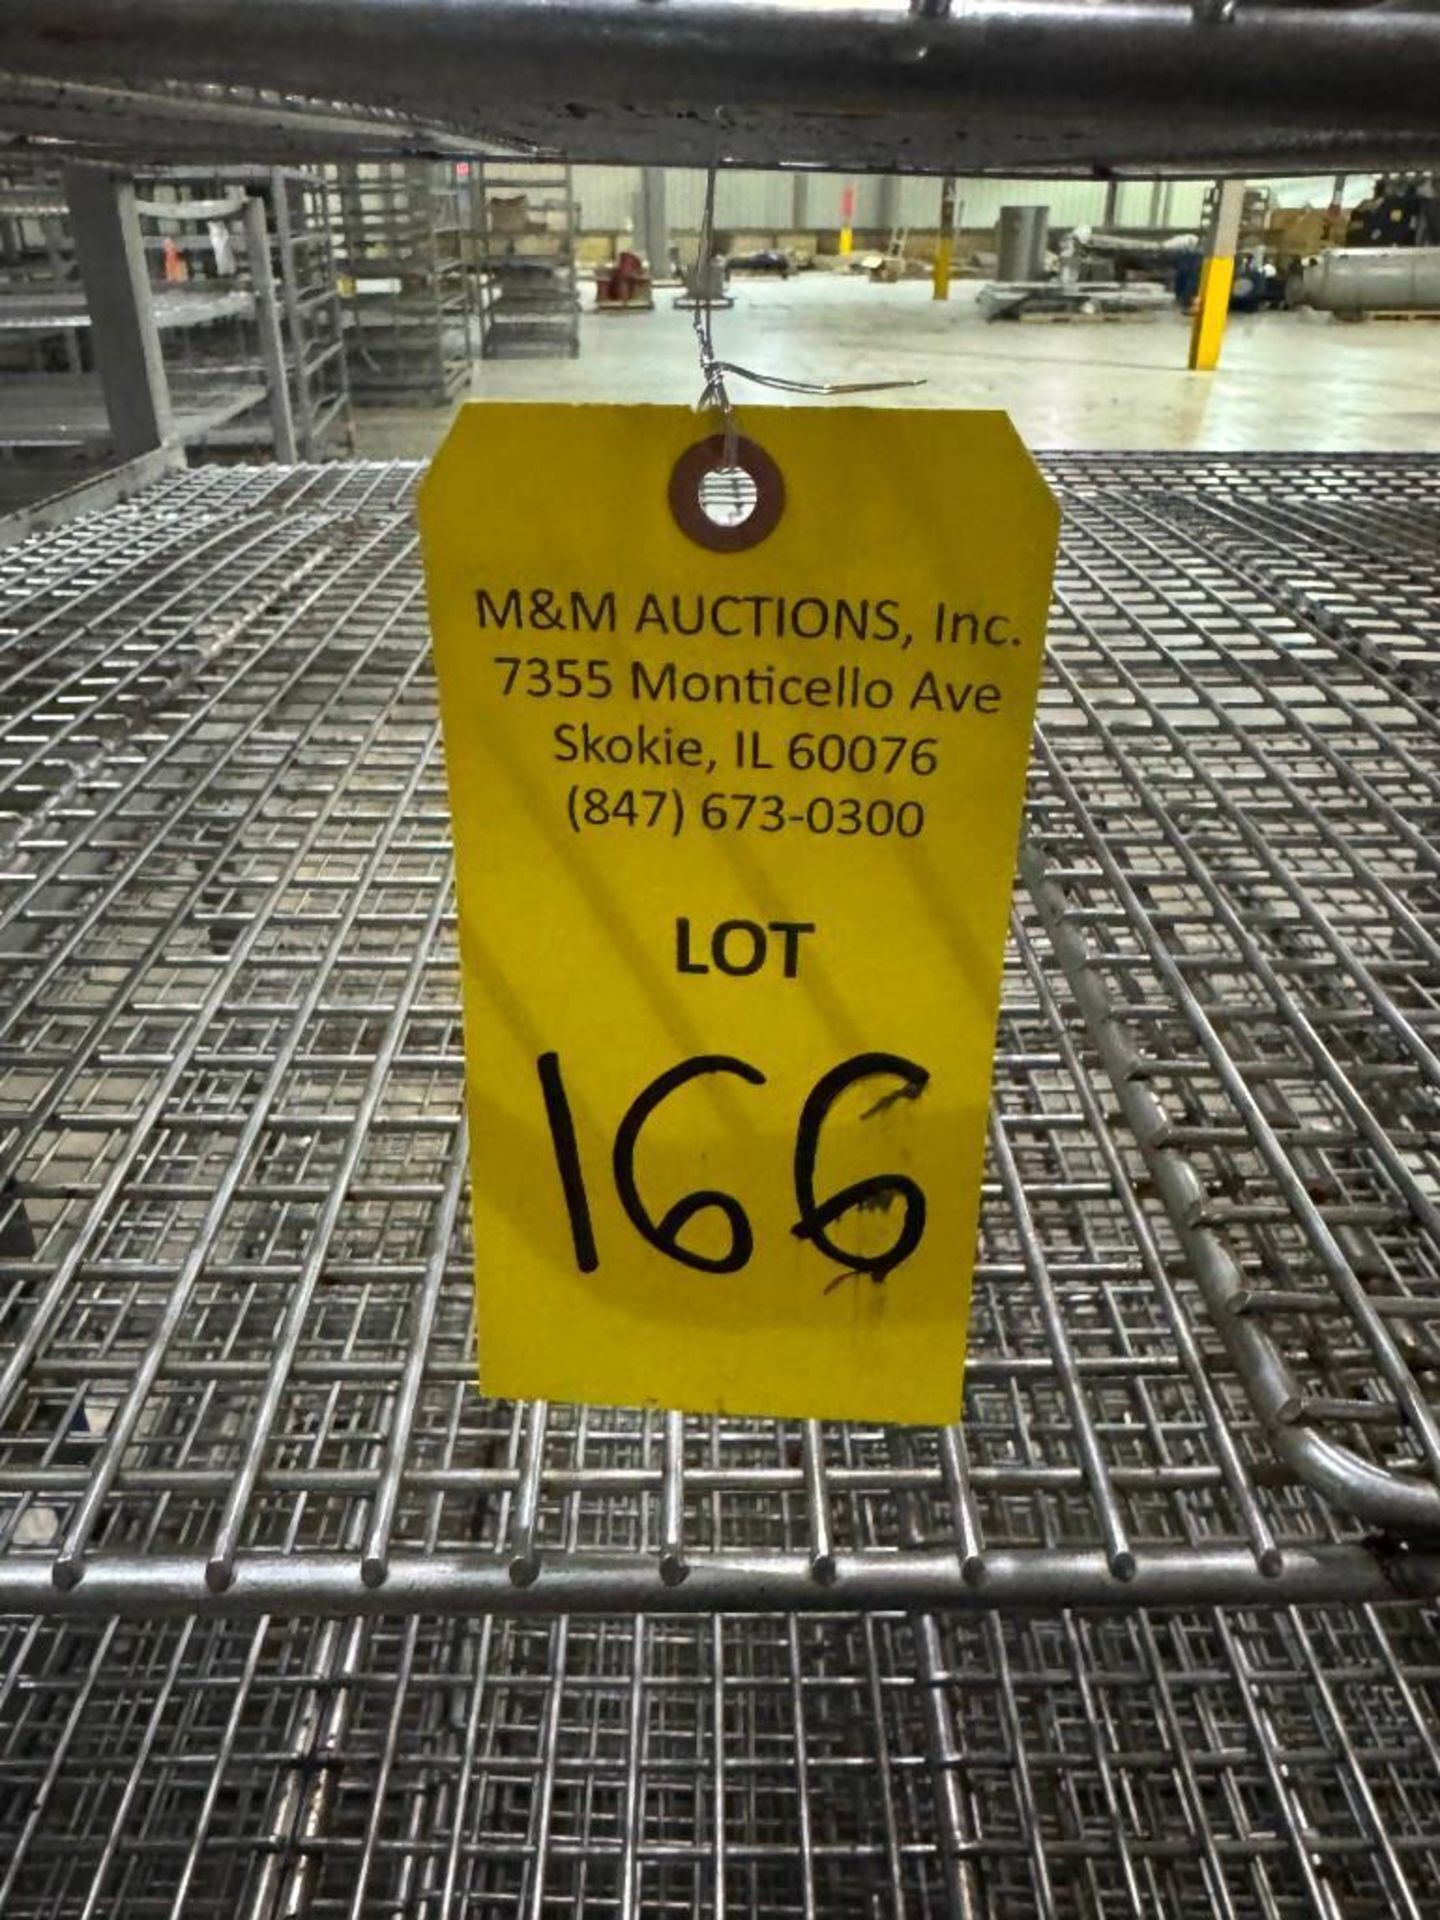 M&M AUCTIONS, Inc.
7355 Monticello Ave
Skokie, IL 60076
(847) 673-0300
LOT
166